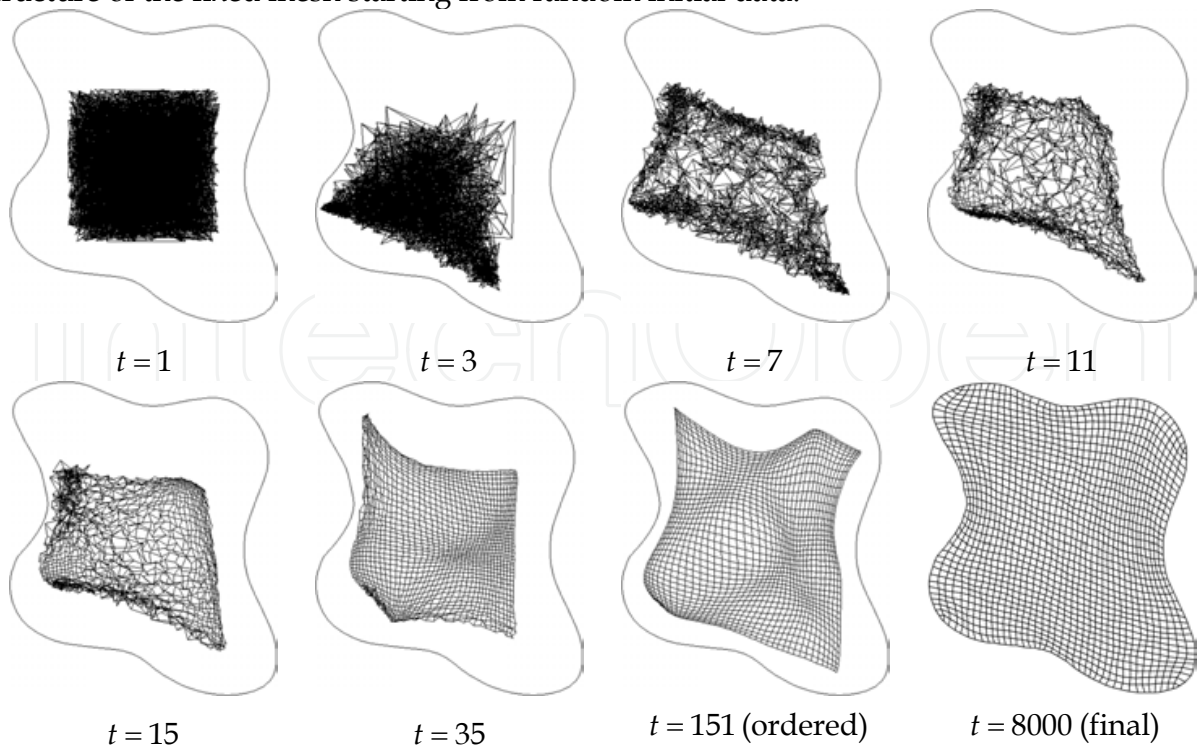 ructure of the fixed mesh starting from random initial data.
t = 1
t = 3
t = 7
t = 11
InTechOpen
t = 15
t = 35
t = 151 (ordered)
t = 8000 (final)